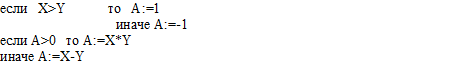 если X>Y то A:=1
иначе A:=-1
если A>0 то A:=X*Y
иначе A:=X-Y